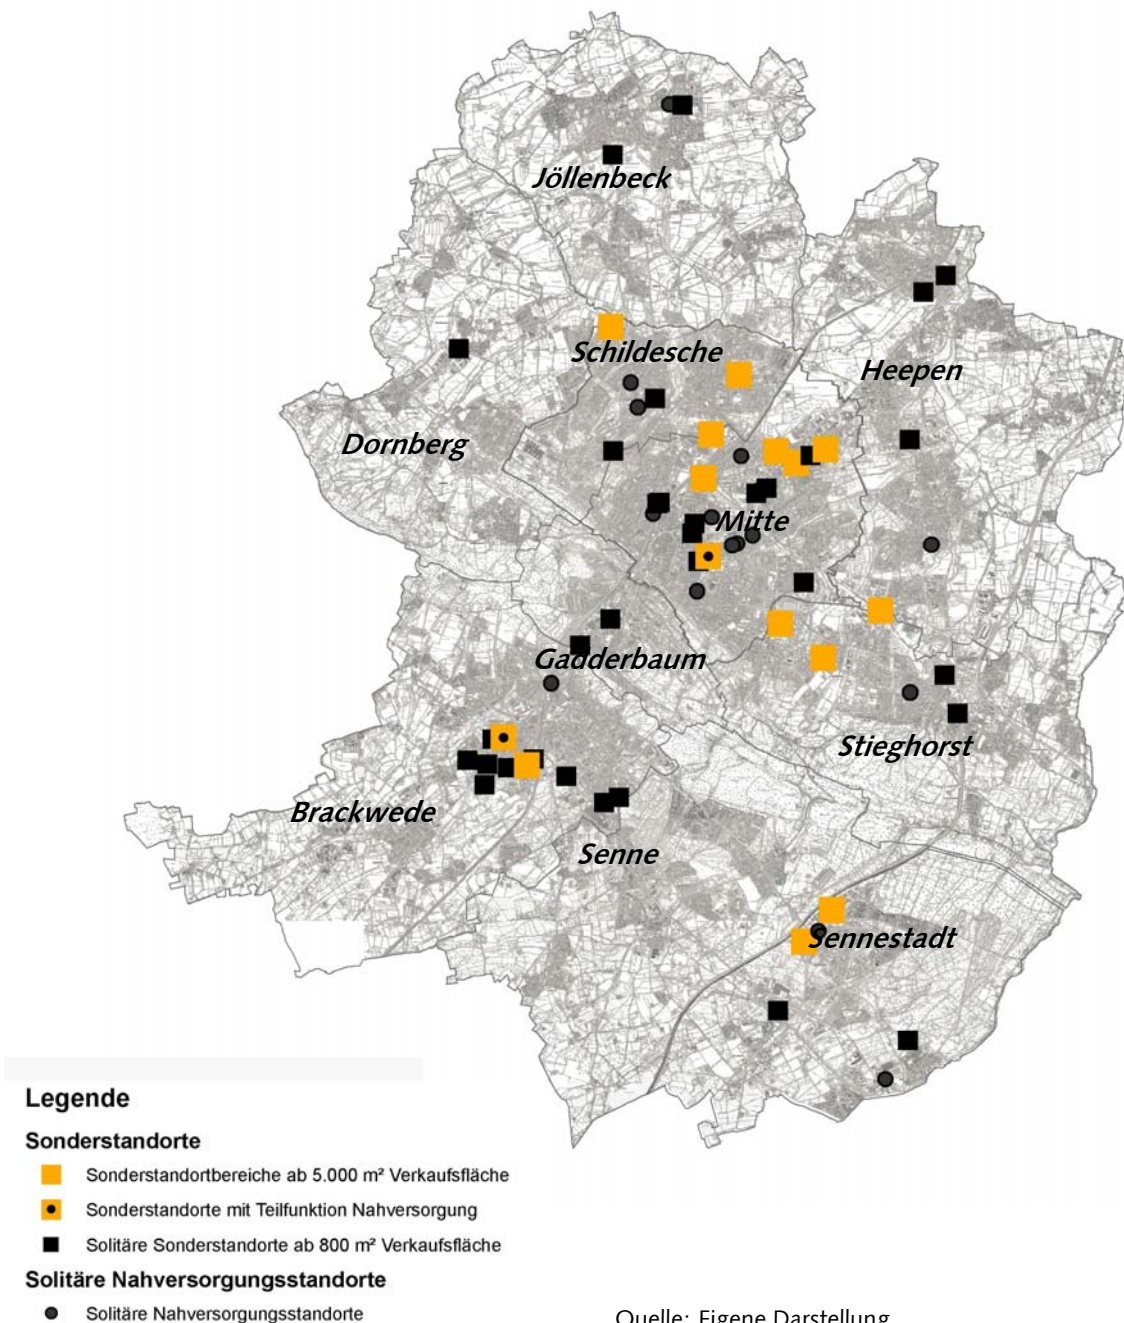 Jöllenbeck
Schildesche
Heepen
Dornberg
Mitte
Gadderbaum
Stieghorst
Brackwede
Senne
Sennestadt
Legende
Sonderstandorte
Sonderstandortbereiche ab 5.000 m² Verkaufsfläche
Sonderstandorte mit Teilfunktion Nahversorgung
Solitäre Sonderstandorte ab 800 m² Verkaufsfläche
Solitäre Nahversorgungsstandorte
Solitäre Nahversorgungsstandorte
Quelle: Eigene Darstellung